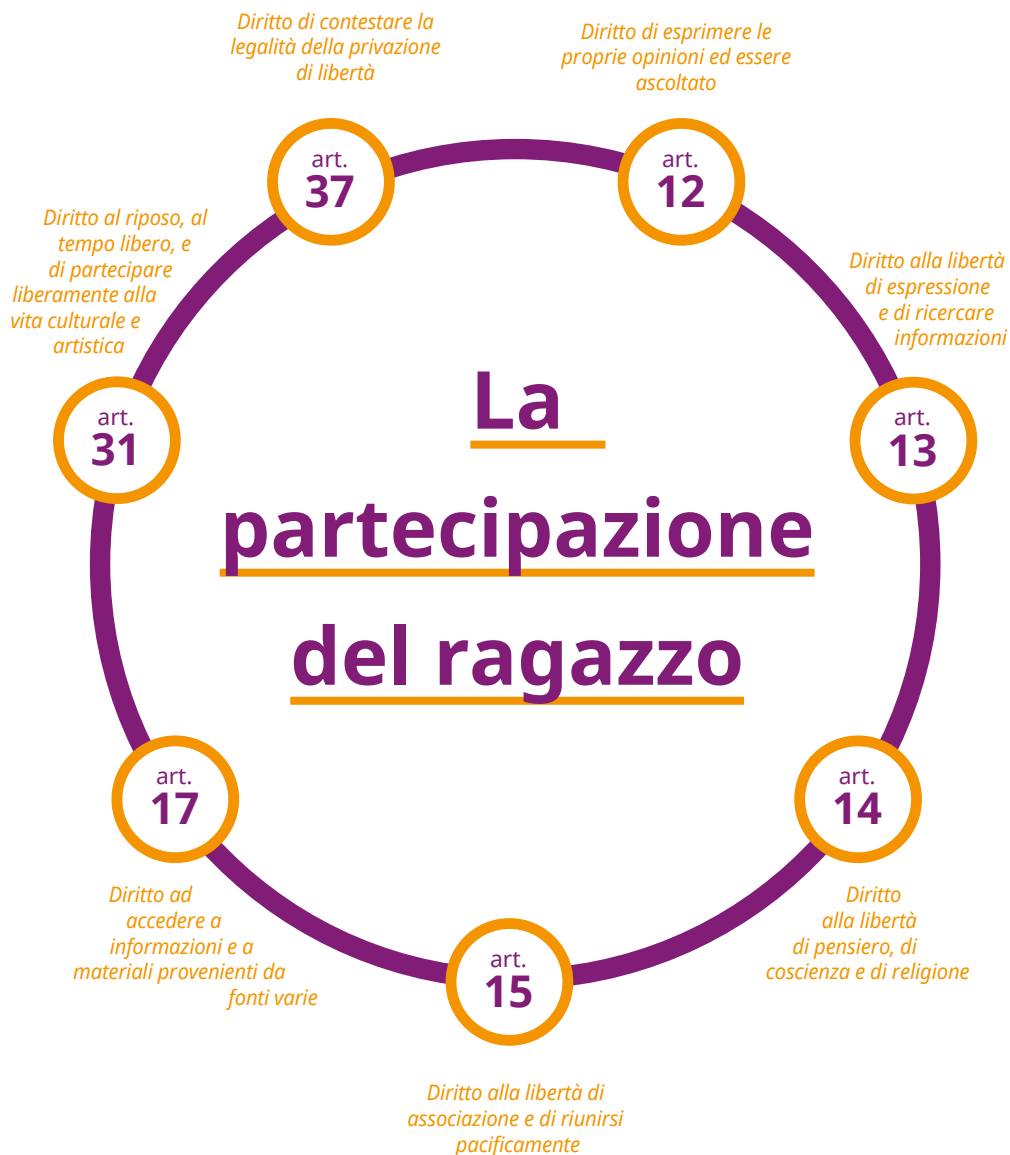 Diritto di contestare la
legalità della privazione
di libertà
art.
37
Diritto di esprimere le
proprie opinioni ed essere
ascoltato
art.
12
Diritto alla libertà
di espressione
e di ricercare
informazioni
art.
13
Diritto al riposo, al
tempo libero, e
di partecipare
liberamente alla
vita culturale e
artistica
art.
31
La
partecipazione
del ragazzo
art.
17
Diritto ad
accedere a
informazioni e a
materiali provenienti da
fonti varie
art.
14
Diritto
alla libertà
di pensiero, di
coscienza e di religione
art.
15
Diritto alla libertà di
associazione e di riunirsi
pacificamente